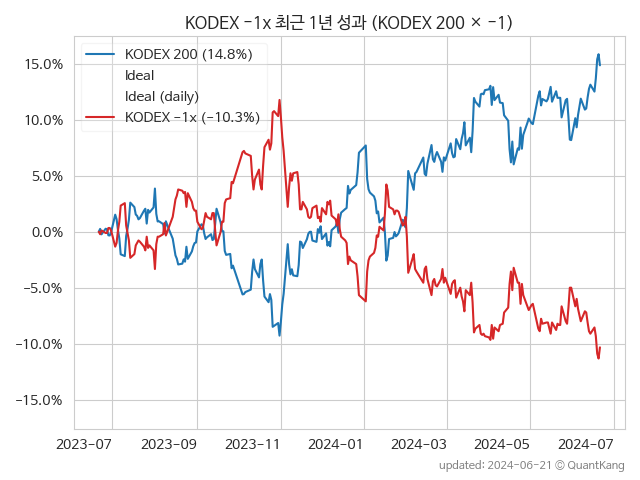 KODEX −1x 최근 1년 성과 (KODEX 200 × −1)
KODEX 200 (14.8%)
Ideal
Ideal (daily)
KODEX −1x (−10.3%)
15.0%
10.0%
5.0%
0.0%
−5.0%
−10.0%
−15.0%
2023−07 2023−09 2023−11 2024−01 2024−03 2024−05 2024−07
updated: 2024-06-21 © QuantKang